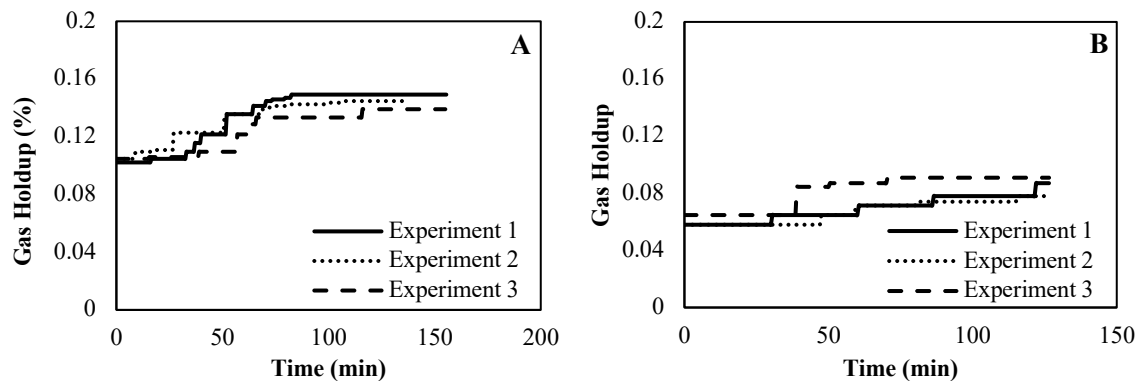 A
Gas Holdup (%)
0.2
0.16
0.12
0.08
0.04
0
Experiment 1
Experiment 2
Experiment 3
0
50
100
150
200
Time (min)
B
Gas Holdup
0.2
0.16
0.12
0.08
0.04
0
Experiment 1
Experiment 2
Experiment 3
0
50
100
150
Time (min)